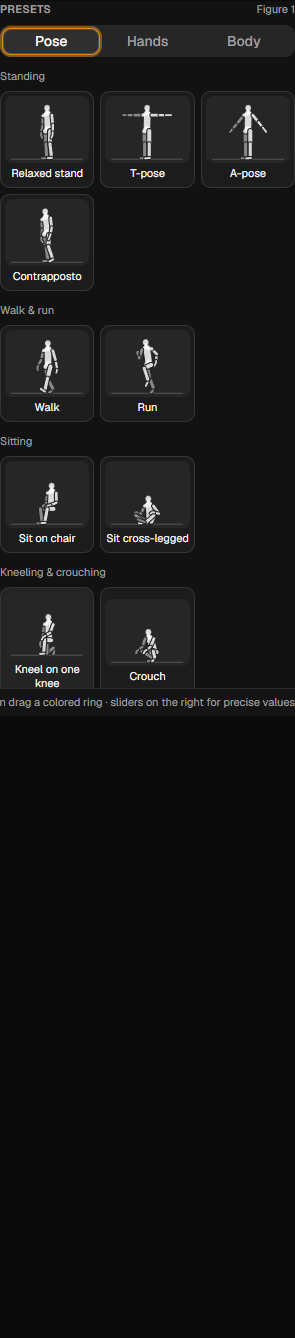 PRESETS Figure 1
Pose Hands Body
Standing
Relaxed stand T-pose A-pose
Contrapposto
Walk & run
Walk Run
Sitting
Sit on chair Sit cross-legged
Kneeling & crouching
Kneel on one
knee
Crouch
n drag a colored ring · sliders on the right for precise values